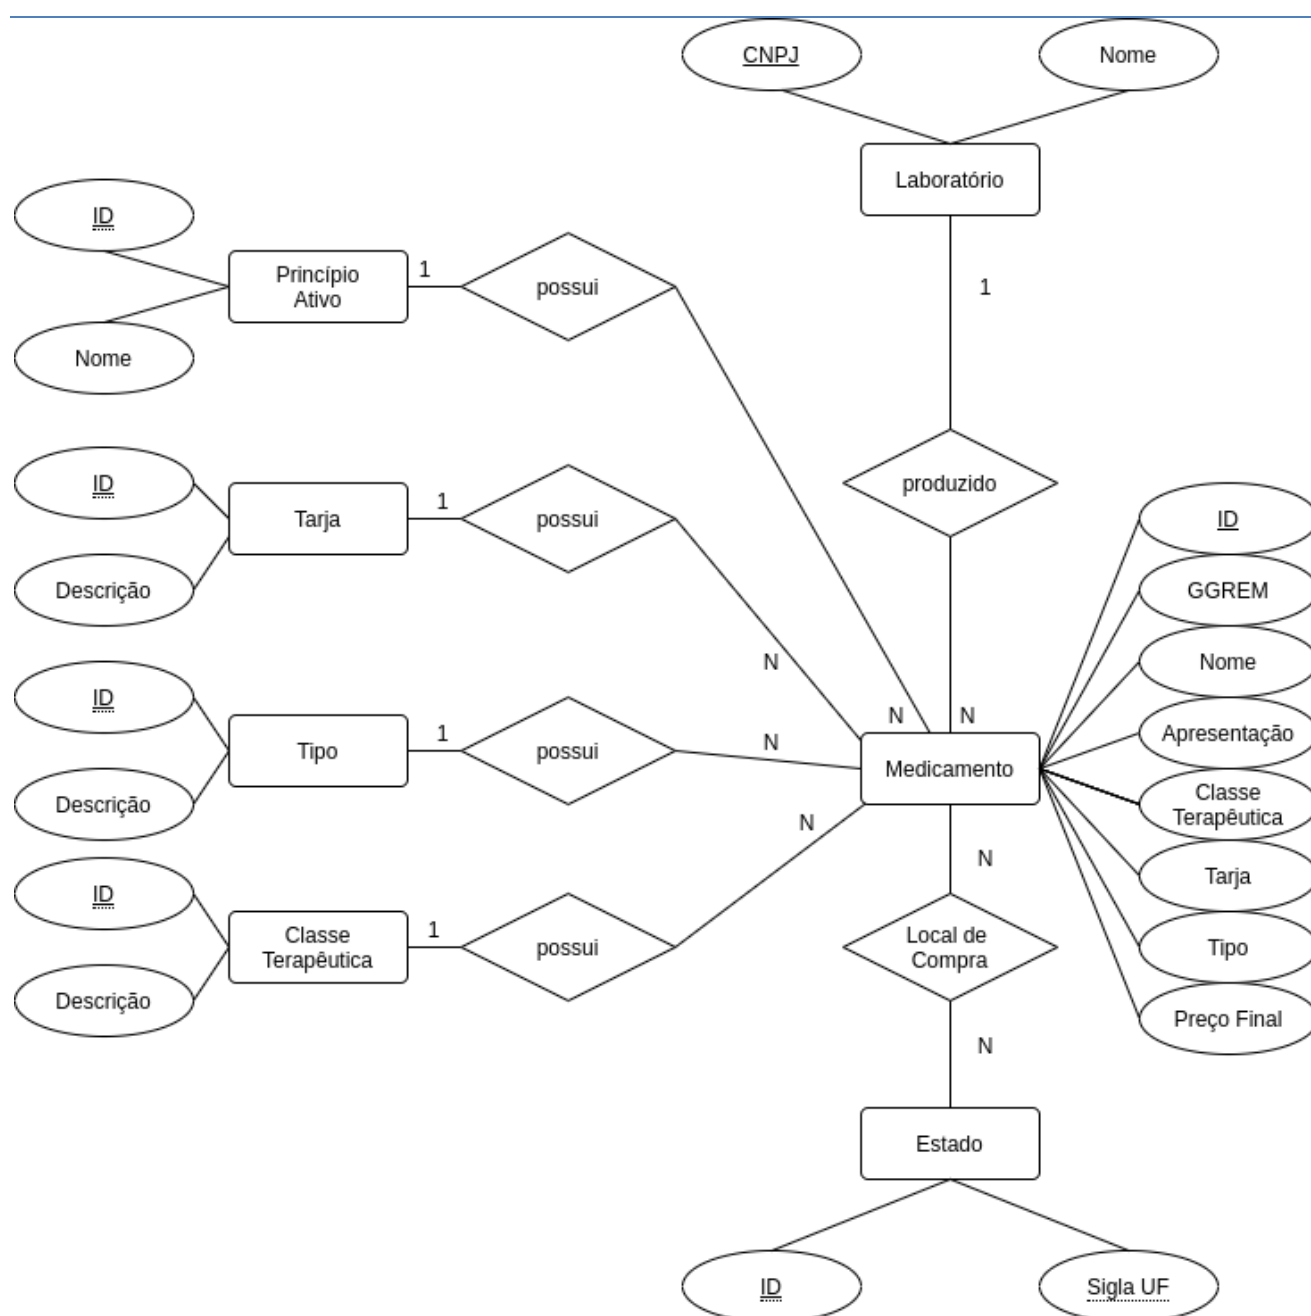 CNPJ
Nome
Laboratório
1
produzido
ID
Nome
Princípio
Ativo
1
possui
N
N
ID
Descrição
Tarja
1
possui
N
ID
Descrição
Tipo
1
possui
N
ID
Descrição
Classe
Terapêutica
1
possui
N
Medicamento
ID
GGREM
Nome
Apresentação
Classe
Terapêutica
Tarja
Tipo
Preço Final
N
Local de
Compra
N
Estado
ID
Sigla UF